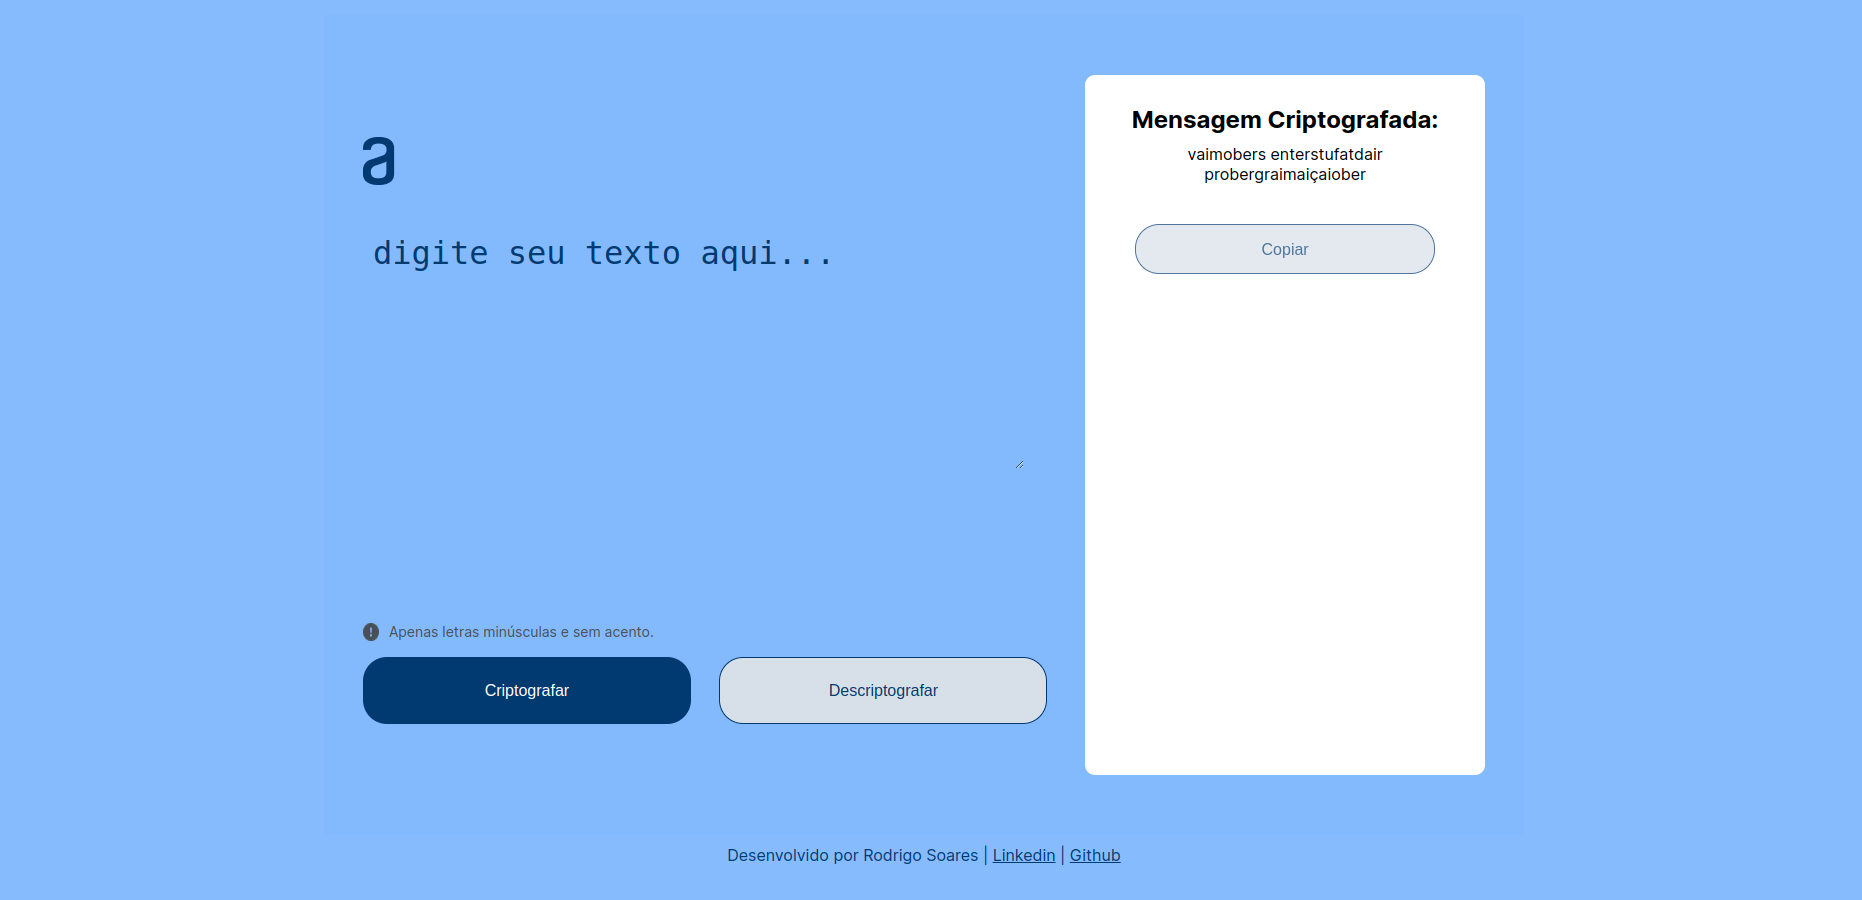 a
digite seu texto aqui...
Apenas letras minúsculas e sem acento.
Criptografar
Descriptografar
Mensagem Criptografada:
vaimobers enterstufatdair
probergraimaiçaiober
Copiar
Desenvolvido por Rodrigo Soares | Linkedin | Github